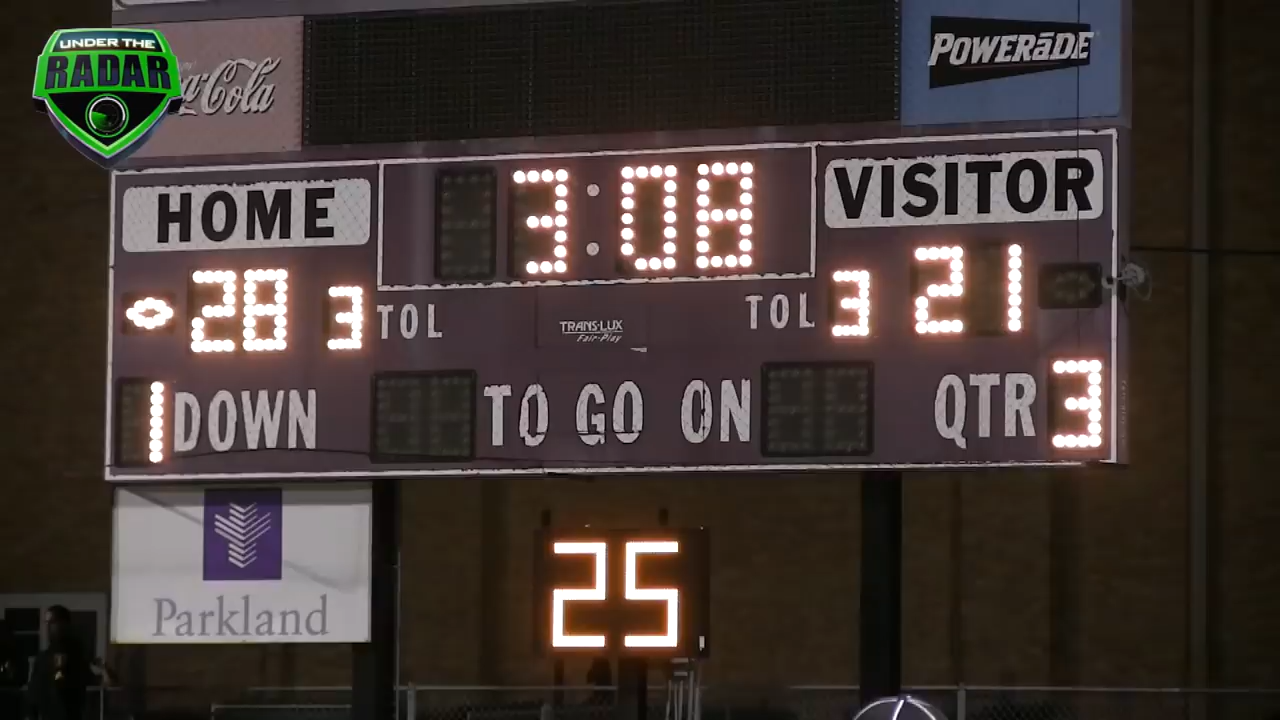 UNDER THE
RADAR
Coca-Cola
POWERāDE
HOME
3:08
VISITOR
28 3 TOL
TRANS-LUX
Fair-Play
TOL 3 21
1 DOWN
TO GO ON
QTR 3
Parkland
25